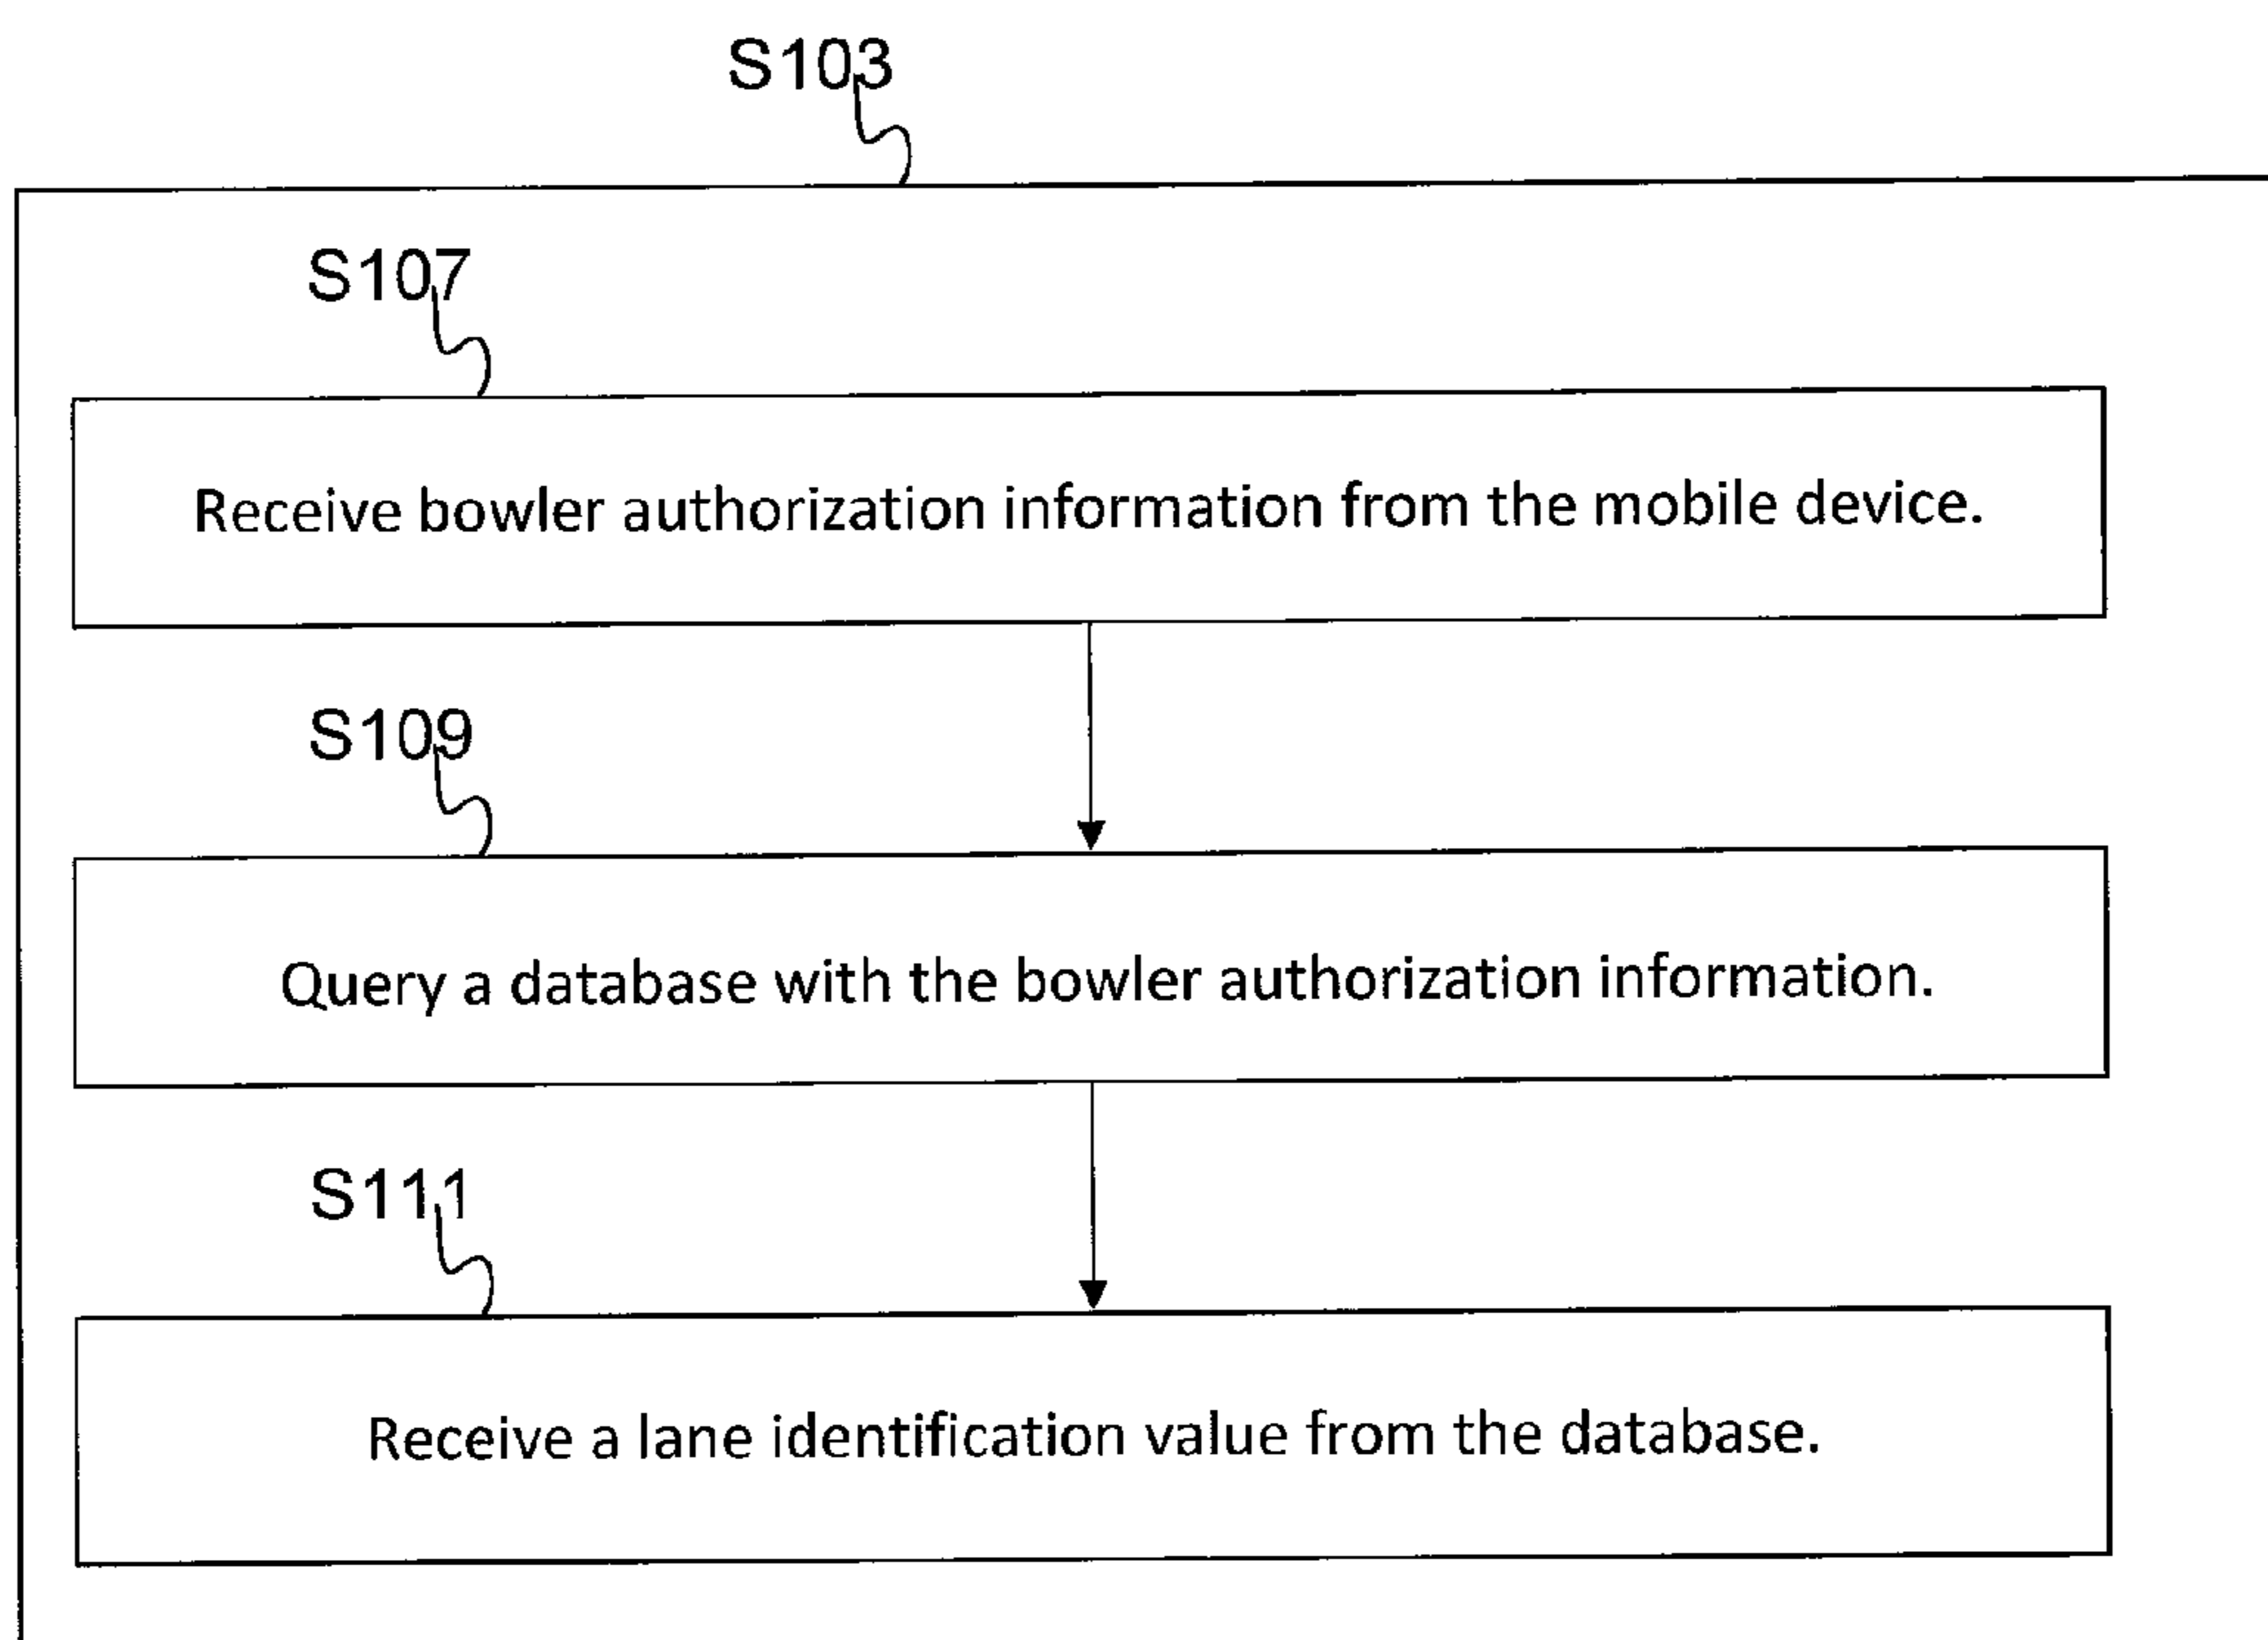 S103
S107
Receive bowler authorization information from the mobile device.
S109
Query a database with the bowler authorization information.
S111
Receive a lane identification value from the database.